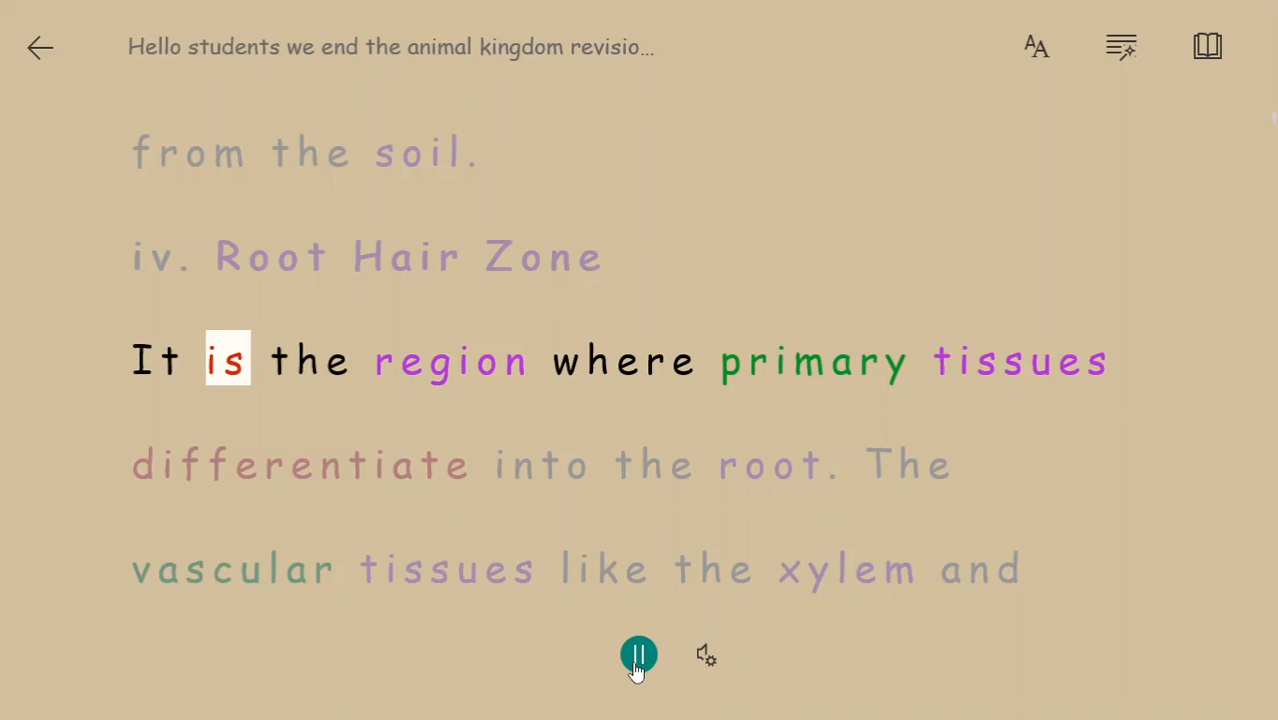 Hello students we end the animal kingdom revisio...
from the soil.
iv. Root Hair Zone
It is the region where primary tissues
differentiate into the root. The
vascular tissues like the xylem and